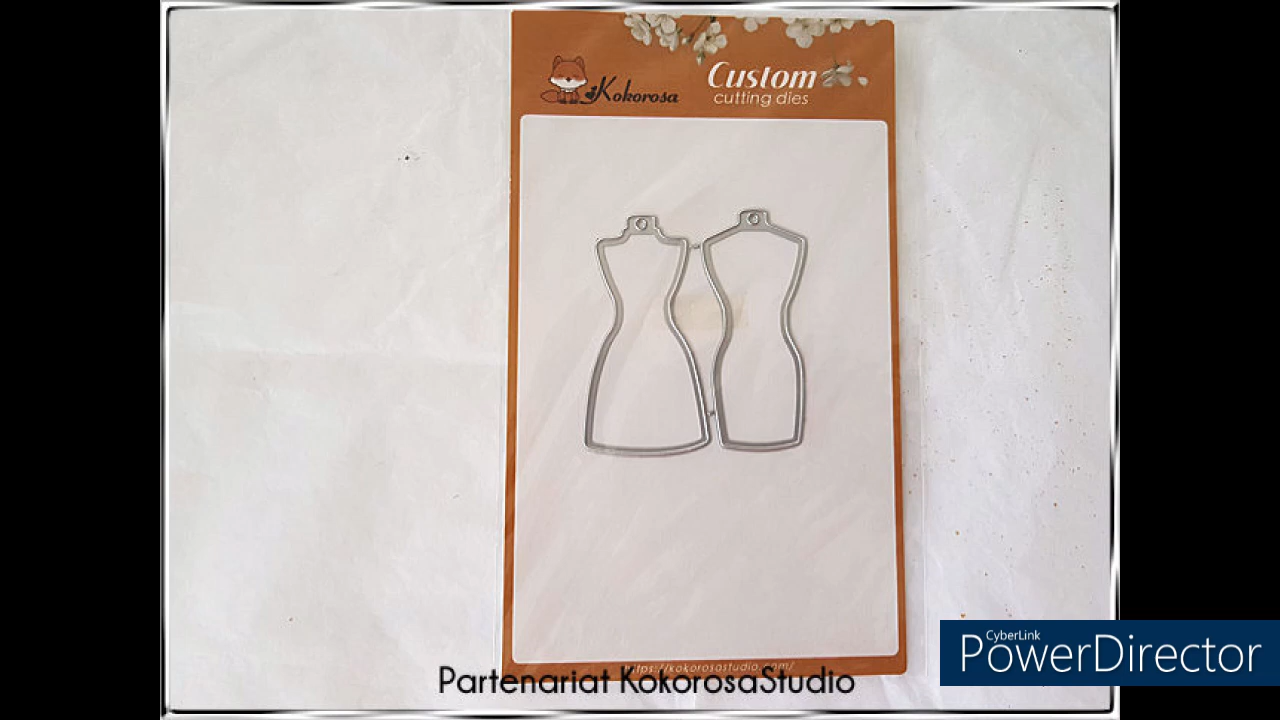 Kokorosa
Custom
cutting dies
https://kokorosastudio.com/
Partenariat KokorosaStudio
CyberLink
PowerDirector